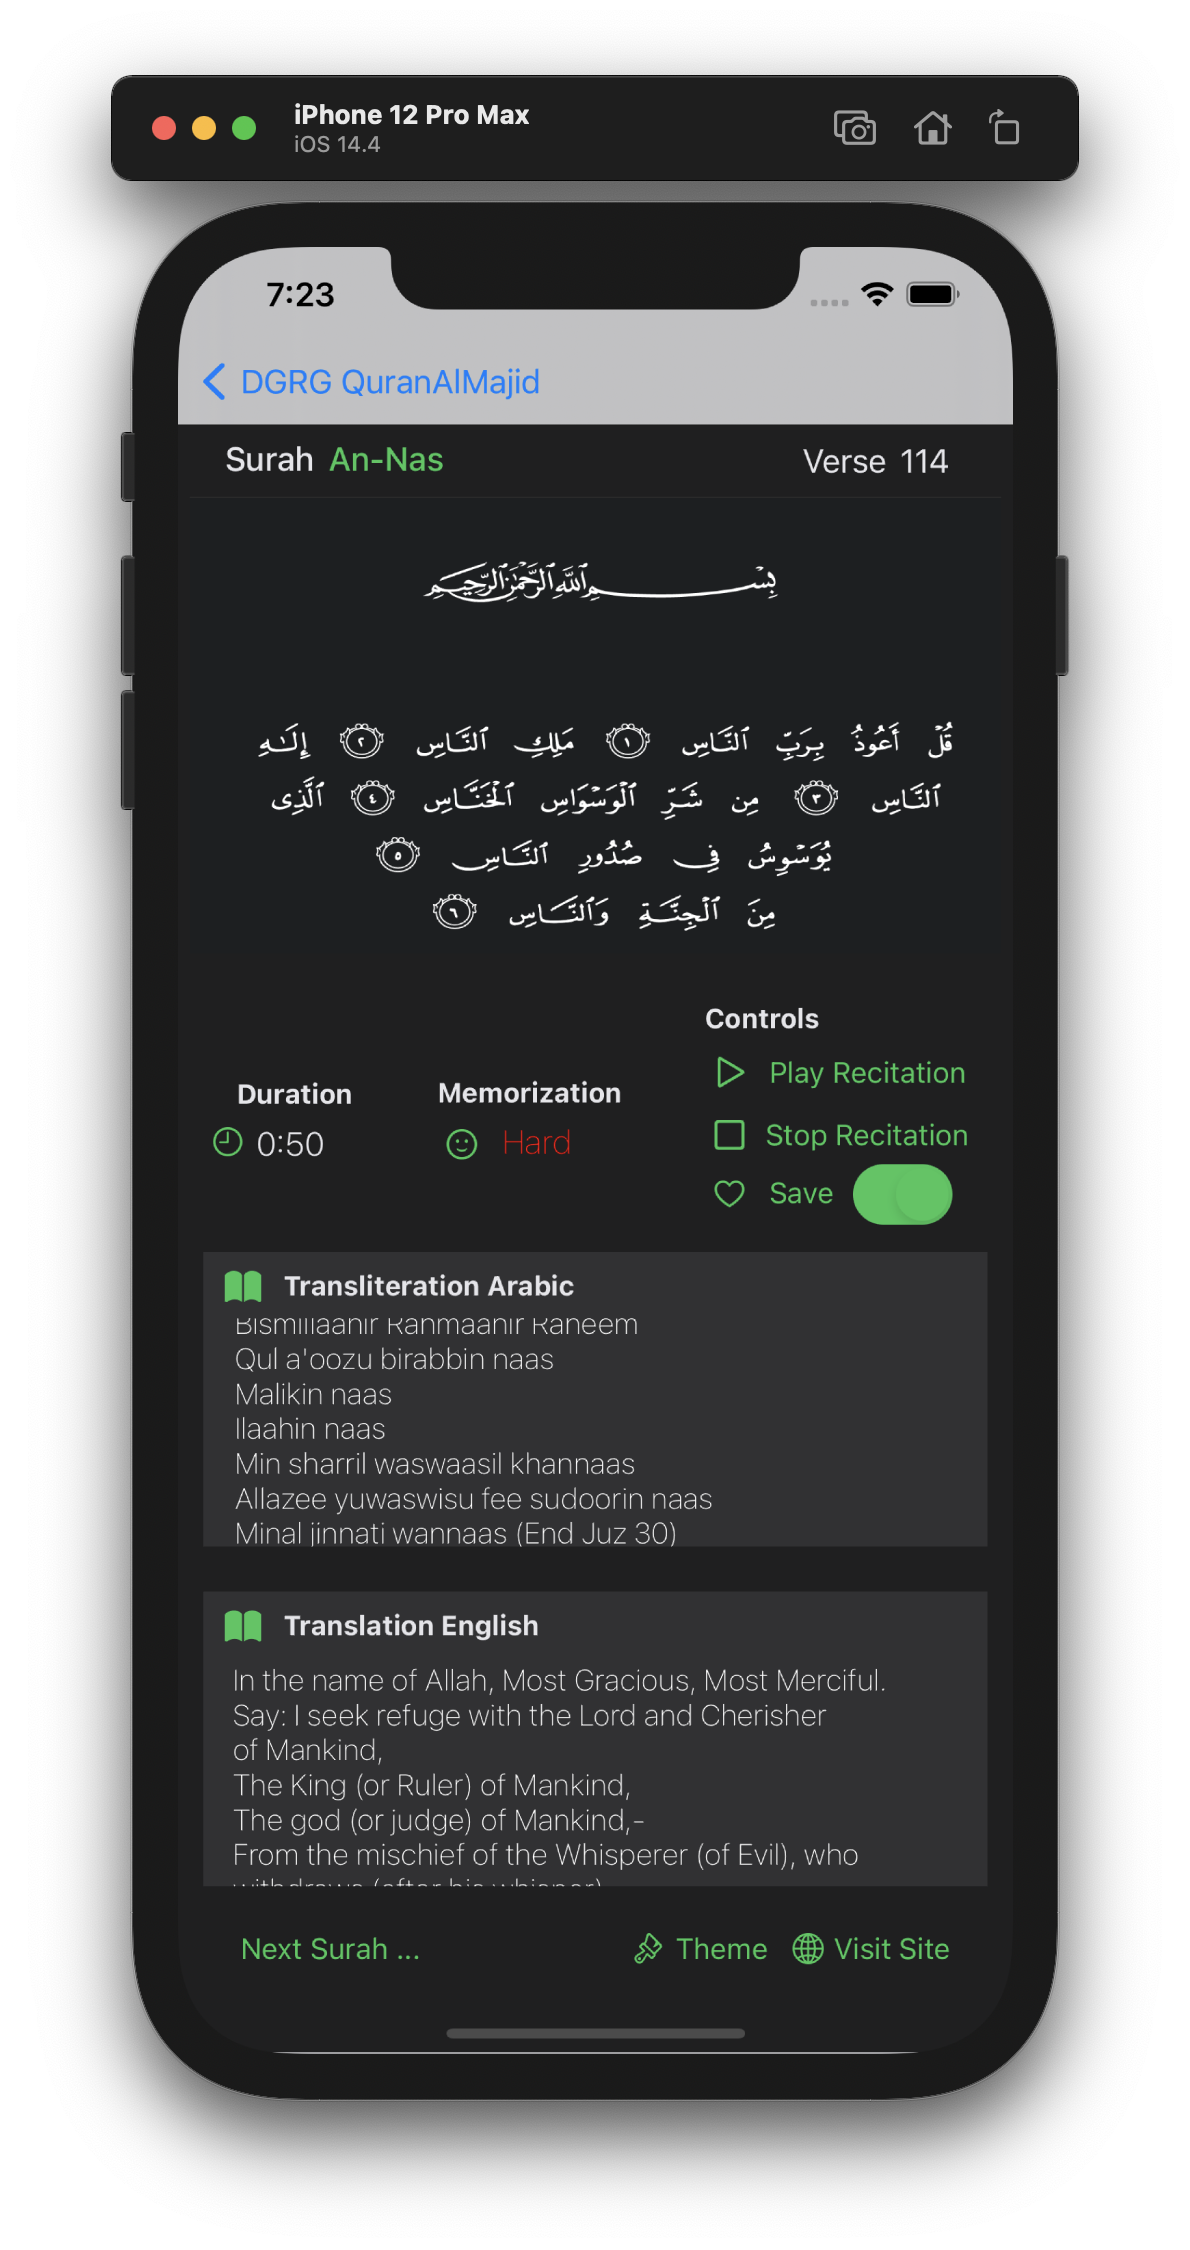 iPhone 12 Pro Max
iOS 14.4
7:23
DGRG QuranAlMajid
Surah An-Nas
Verse 114
بِسْمِ ٱللَّهِ ٱلرَّحْمَٰنِ ٱلرَّحِيمِ
قُلْ أَعُوذُ بِرَبِّ ٱلنَّاسِ ١ مَلِكِ ٱلنَّاسِ ٢ إِلَٰهِ
ٱلنَّاسِ ٣ مِن شَرِّ ٱلْوَسْوَاسِ ٱلْخَنَّاسِ ٤ ٱلَّذِى
يُوَسْوِسُ فِى صُدُورِ ٱلنَّاسِ ٥
مِنَ ٱلْجِنَّةِ وَٱلنَّاسِ ٦
Duration
0:50
Memorization
Hard
Controls
Play Recitation
Stop Recitation
Save
Transliteration Arabic
Bismillaahir Rahmaanir Raheem
Qul a'oozu birabbin naas
Malikin naas
Ilaahin naas
Min sharril waswaasil khannaas
Allazee yuwaswisu fee sudoorin naas
Minal jinnati wannaas (End Juz 30)
Translation English
In the name of Allah, Most Gracious, Most Merciful.
Say: I seek refuge with the Lord and Cherisher
of Mankind,
The King (or Ruler) of Mankind,
The god (or judge) of Mankind,-
From the mischief of the Whisperer (of Evil), who
Next Surah ...
Theme
Visit Site